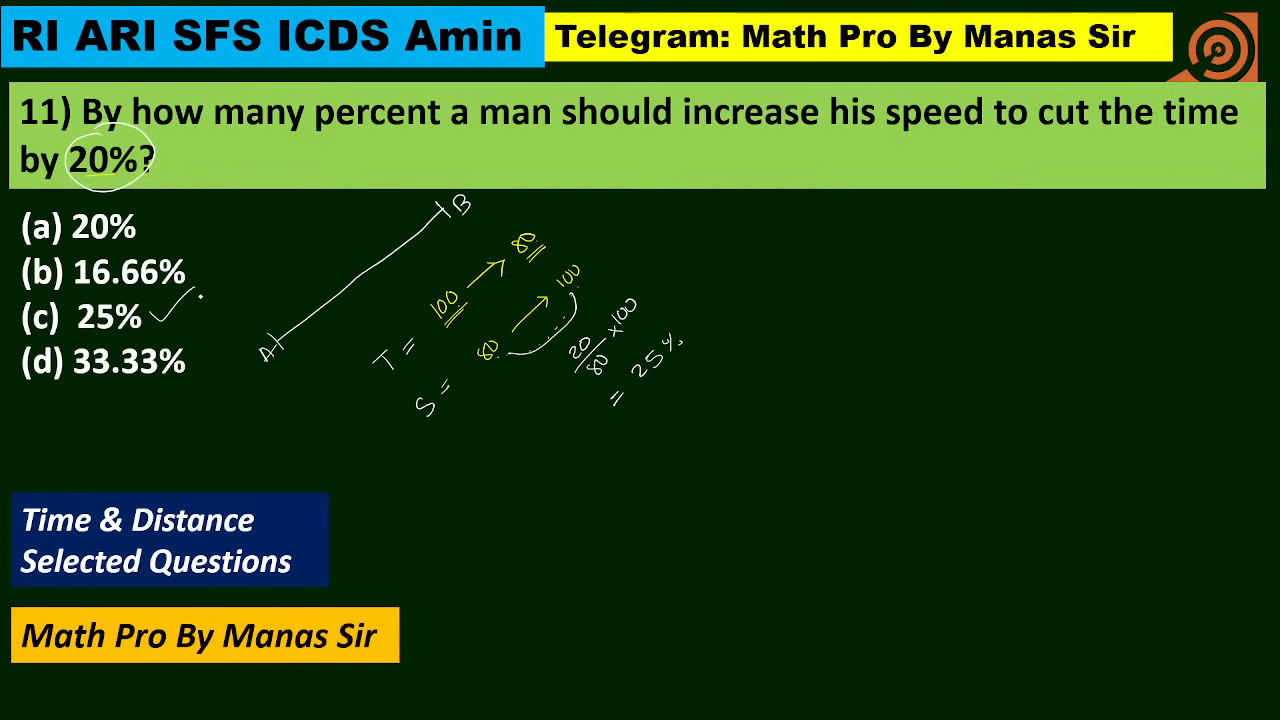 RI ARI SFS ICDS Amin
Telegram: Math Pro By Manas Sir
11) By how many percent a man should increase his speed to cut the time
by 20%?
(a) 20%
(b) 16.66%
(c) 25%
(d) 33.33%
A B
T = 100 → 80
S = 80 → 100
20/80 ×100
= 25%
Time & Distance
Selected Questions
Math Pro By Manas Sir